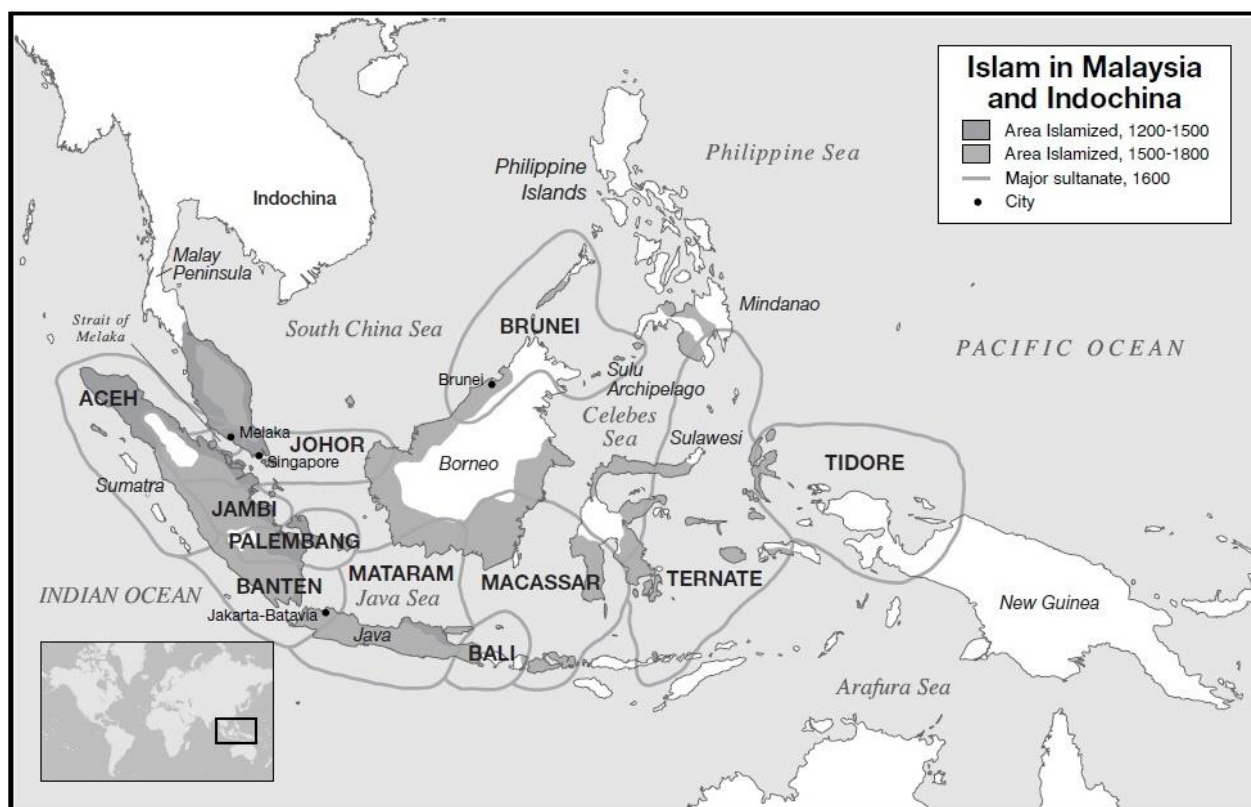 Islam in Malaysia
and Indochina
Area Islamized, 1200-1500
Area Islamized, 1500-1800
Major sultanate, 1600
City
Philippine Sea
Philippine
Islands
Indochina
Malay
Peninsula
Strait of
Melaka
South China Sea
BRUNEI
Mindanao
PACIFIC OCEAN
Brunei
Sulu
Archipelago
ACEH
Celebes
Sea
Melaka
JOHOR
Sulawesi
Singapore
Borneo
TIDORE
Sumatra
JAMBI
PALEMBANG
MATARAM
MACASSAR
TERNATE
BANTEN
INDIAN OCEAN
Java Sea
New Guinea
Jakarta-Batavia
Java
BALI
Arafura Sea